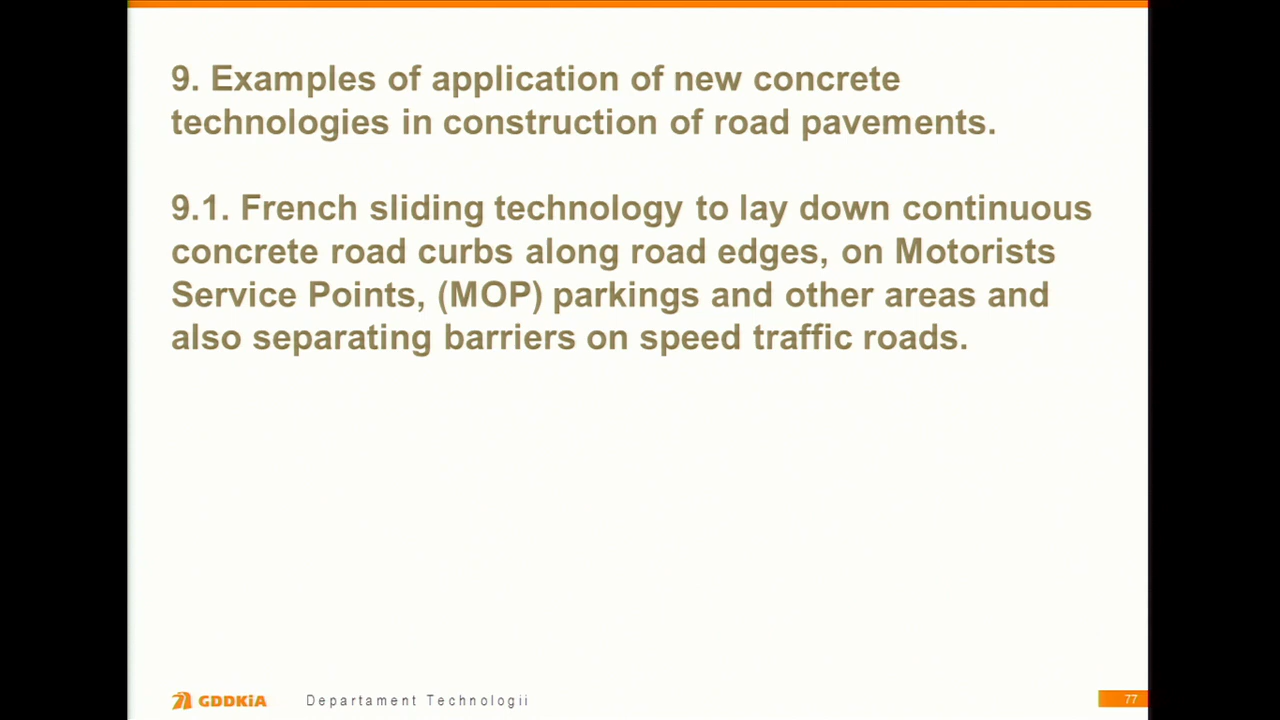 9. Examples of application of new concrete
technologies in construction of road pavements.
9.1. French sliding technology to lay down continuous
concrete road curbs along road edges, on Motorists
Service Points, (MOP) parkings and other areas and
also separating barriers on speed traffic roads.
GDDKiA Departament Technologii 77